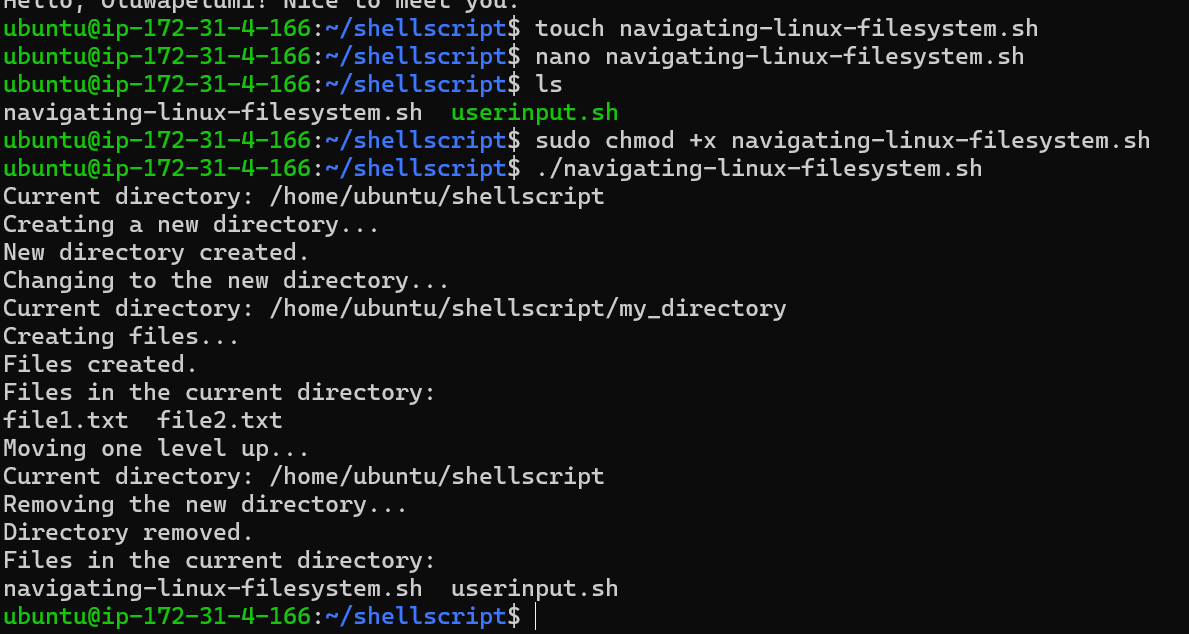 Hello, Oluwapelumi! Nice to meet you.
ubuntu@ip-172-31-4-166:~/shellscript$ touch navigating-linux-filesystem.sh
ubuntu@ip-172-31-4-166:~/shellscript$ nano navigating-linux-filesystem.sh
ubuntu@ip-172-31-4-166:~/shellscript$ ls
navigating-linux-filesystem.sh  userinput.sh
ubuntu@ip-172-31-4-166:~/shellscript$ sudo chmod +x navigating-linux-filesystem.sh
ubuntu@ip-172-31-4-166:~/shellscript$ ./navigating-linux-filesystem.sh
Current directory: /home/ubuntu/shellscript
Creating a new directory...
New directory created.
Changing to the new directory...
Current directory: /home/ubuntu/shellscript/my_directory
Creating files...
Files created.
Files in the current directory:
file1.txt  file2.txt
Moving one level up...
Current directory: /home/ubuntu/shellscript
Removing the new directory...
Directory removed.
Files in the current directory:
navigating-linux-filesystem.sh  userinput.sh
ubuntu@ip-172-31-4-166:~/shellscript$